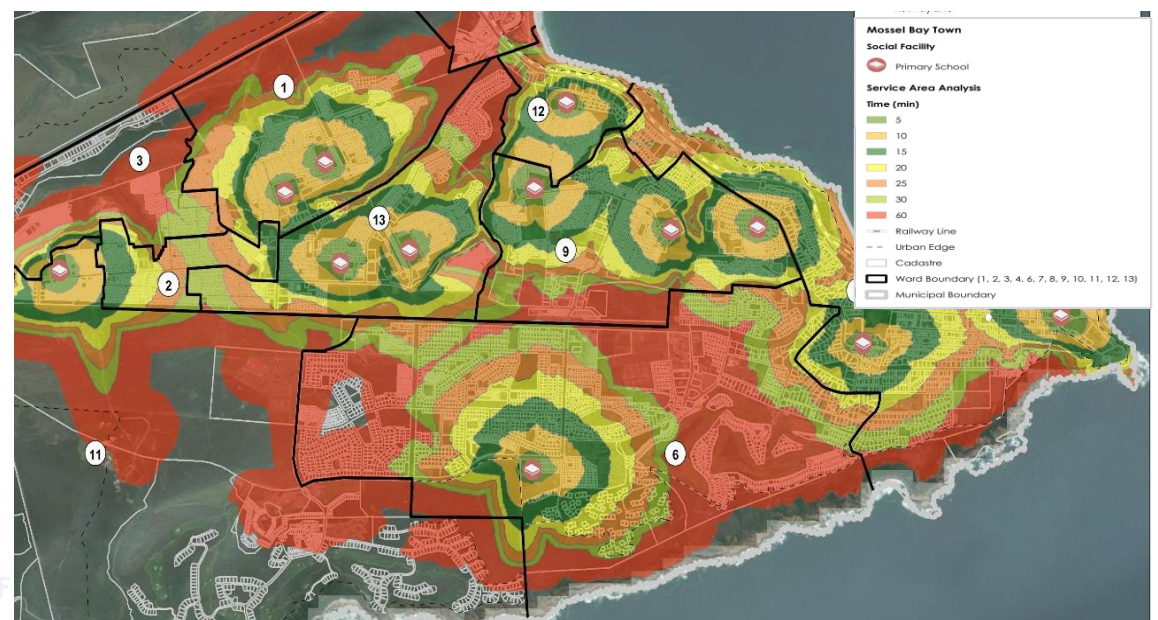 Mossel Bay Town
Social Facility
Primary School
Service Area Analysis
Time (min)
5
10
15
20
25
30
60
Railway Line
Urban Edge
Cadastre
Ward Boundary (1, 2, 3, 4, 6, 7, 8, 9, 10, 11, 12, 13)
Municipal Boundary
1
12
3
13
9
2
11
6